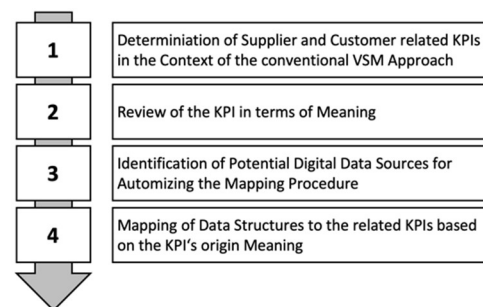 1
Determiniation of Supplier and Customer related KPIs
in the Context of the conventional VSM Approach
2
Review of the KPI in terms of Meaning
3
Identification of Potential Digital Data Sources for
Automizing the Mapping Procedure
4
Mapping of Data Structures to the related KPIs based
on the KPI‘s origin Meaning